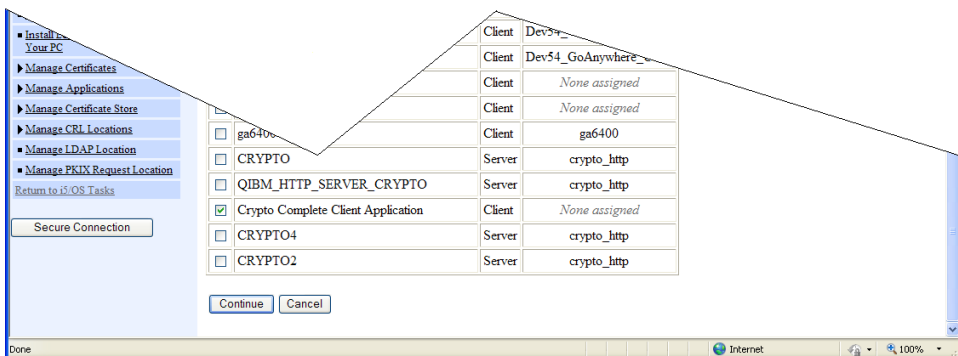 Client Dev54_
Install
Your PC
Client Dev54_GoAnywhere_
Manage Certificates
Client None assigned
Manage Applications
Manage Certificate Store
Client None assigned
Manage CRL Locations
ga6400 Client ga6400
Manage LDAP Location
CRYPTO Server crypto_http
Manage PKIX Request Location
QIBM_HTTP_SERVER_CRYPTO Server crypto_http
Return to i5/OS Tasks
Crypto Complete Client Application Client None assigned
Secure Connection
CRYPTO4 Server crypto_http
CRYPTO2 Server crypto_http
Continue Cancel
Done Internet 100%